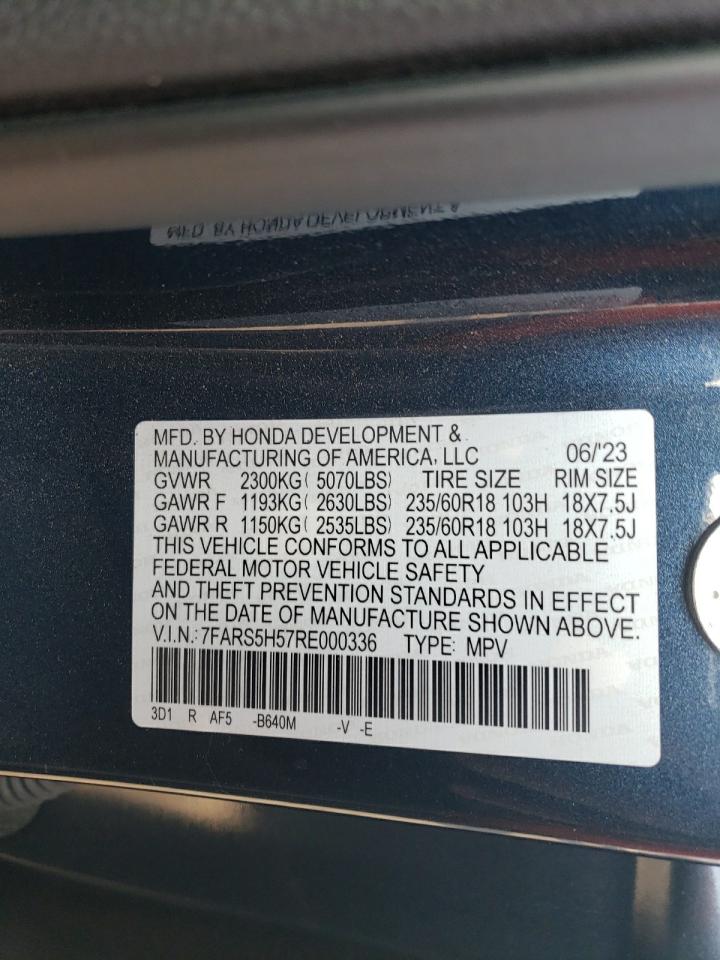 MFD. BY HONDA DEVELOPMENT &
MANUFACTURING OF AMERICA, LLC 06/'23
GVWR 2300KG( 5070LBS) TIRE SIZE RIM SIZE
GAWR F 1193KG( 2630LBS) 235/60R18 103H 18X7.5J
GAWR R 1150KG( 2535LBS) 235/60R18 103H 18X7.5J
THIS VEHICLE CONFORMS TO ALL APPLICABLE
FEDERAL MOTOR VEHICLE SAFETY
AND THEFT PREVENTION STANDARDS IN EFFECT
ON THE DATE OF MANUFACTURE SHOWN ABOVE.
V.I.N.: 7FARS5H57RE000336 TYPE: MPV
3D1 R AF5 -B640M -V -E